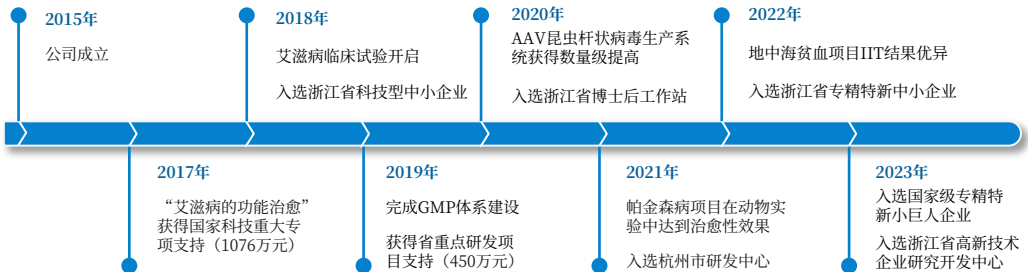 2015年
公司成立
2017年
“艾滋病的功能治愈”
获得国家科技重大专
项支持（1076万元）
2018年
艾滋病临床试验开启
入选浙江省科技型中小企业
2019年
完成GMP体系建设
获得省重点研发项
目支持（450万元）
2020年
AAV昆虫杆状病毒生产系
统获得数量级提高
入选浙江省博士后工作站
2021年
帕金森病项目在动物实
验中达到治愈性效果
入选杭州市研发中心
2022年
地中海贫血项目IIT结果优异
入选浙江省专精特新中小企业
2023年
入选国家级专精特
新小巨人企业
入选浙江省高新技术
企业研究开发中心